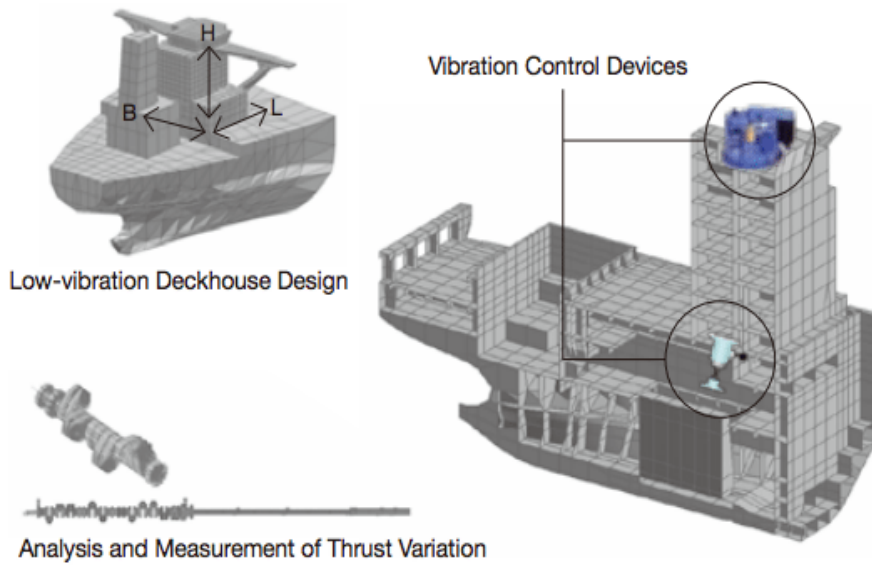 H
B
L
Low-vibration Deckhouse Design
Vibration Control Devices
Analysis and Measurement of Thrust Variation